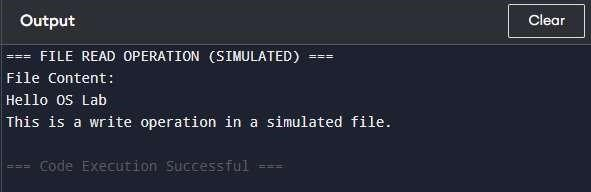 Output
Clear
=== FILE READ OPERATION (SIMULATED) ===
File Content:
Hello OS Lab
This is a write operation in a simulated file.
=== Code Execution Successful ===